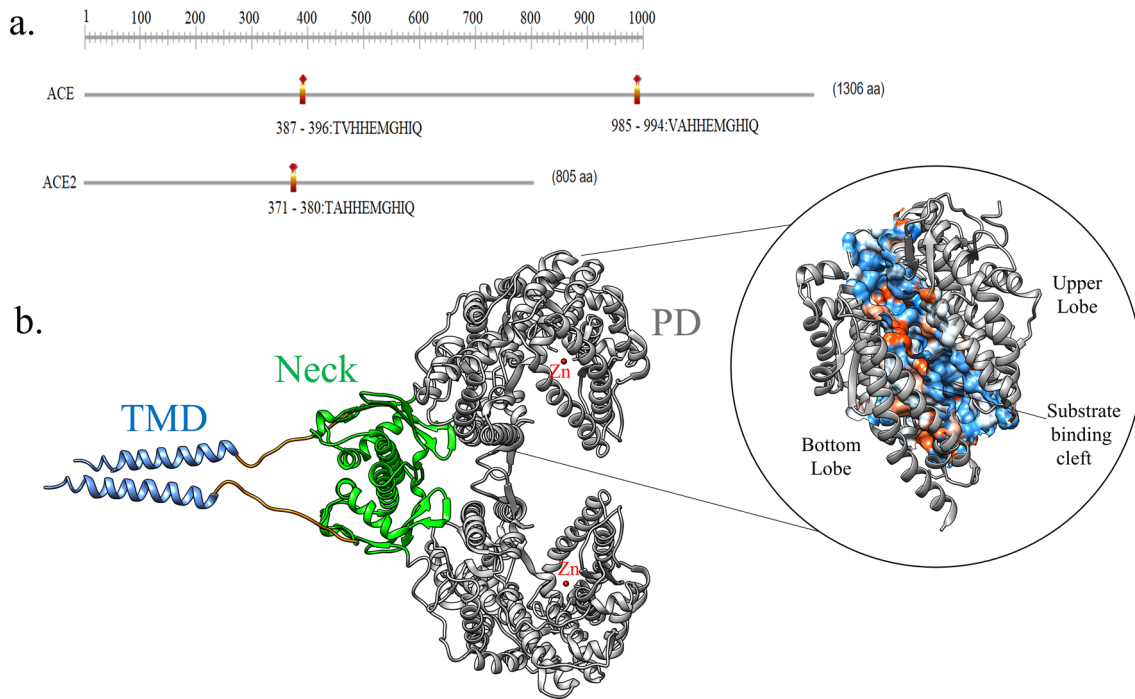 a.
1 100 200 300 400 500 600 700 800 900 1000
ACE
(1306 aa)
387 - 396:TVHHEMGHIQ
985 - 994:VAHHEMGHIQ
ACE2
(805 aa)
371 - 380:TAHHEMGHIQ
b.
TMD
Neck
PD
Zn
Zn
Upper
Lobe
Bottom
Lobe
Substrate
binding
cleft